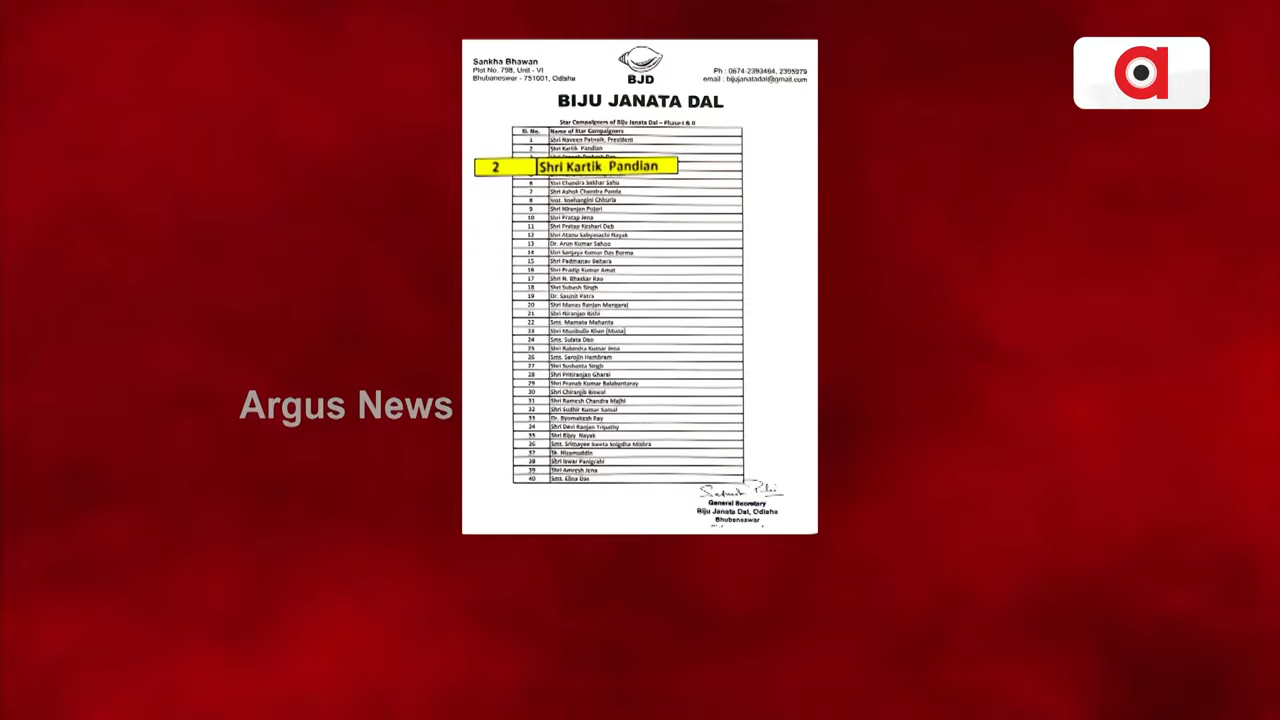 Sankha Bhawan
Plot No. 798, Unit - VI
Bhubaneswar - 751001, Odisha
BJD
Ph : 0674-2393464, 2395979
email : bijujanatadal@gmail.com
BIJU JANATA DAL
Star Campaigners of Biju Janata Dal – Phase-I & II
Sl. No. Name of Star Campaigners
1 Shri Naveen Patnaik, President
2 Shri Kartik Pandian
2 Shri Kartik Pandian
6 Shri Chandra Sekhar Sahu
7 Shri Ashok Chandra Panda
8 Smt. Snehangini Chhuria
9 Shri Niranjan Pujari
10 Shri Pratap Jena
11 Shri Pratap Keshari Deb
12 Shri Atanu Sabyasachi Nayak
13 Dr. Arun Kumar Sahoo
14 Shri Sanjaya Kumar Das Burma
15 Shri Padmanav Behera
16 Shri Pradip Kumar Amat
17 Shri N. Bhaskar Rao
18 Shri Subash Singh
19 Dr. Sasmit Patra
20 Shri Manas Ranjan Mangaraj
21 Shri Niranjan Bishi
22 Smt. Mamata Mahanta
23 Shri Muzibulla Khan (Muna)
24 Smt. Sulata Deo
25 Shri Rabindra Kumar Jena
26 Smt. Sarojin Hembram
27 Shri Sushanta Singh
28 Shri Pritiranjan Gharai
29 Shri Pranab Kumar Balabantaray
30 Shri Chiranjib Biswal
31 Shri Ramesh Chandra Majhi
32 Shri Sudhir Kumar Samal
33 Dr. Byomakesh Ray
34 Shri Devi Ranjan Tripathy
35 Shri Bijay Nayak
36 Smt. Srimayee Sweta Snigdha Mishra
37 Sk. Nizamuddin
38 Shri Iswar Panigrahi
39 Shri Amresh Jena
40 Smt. Elina Das
General Secretary
Biju Janata Dal, Odisha
Bhubaneswar
Argus News
a